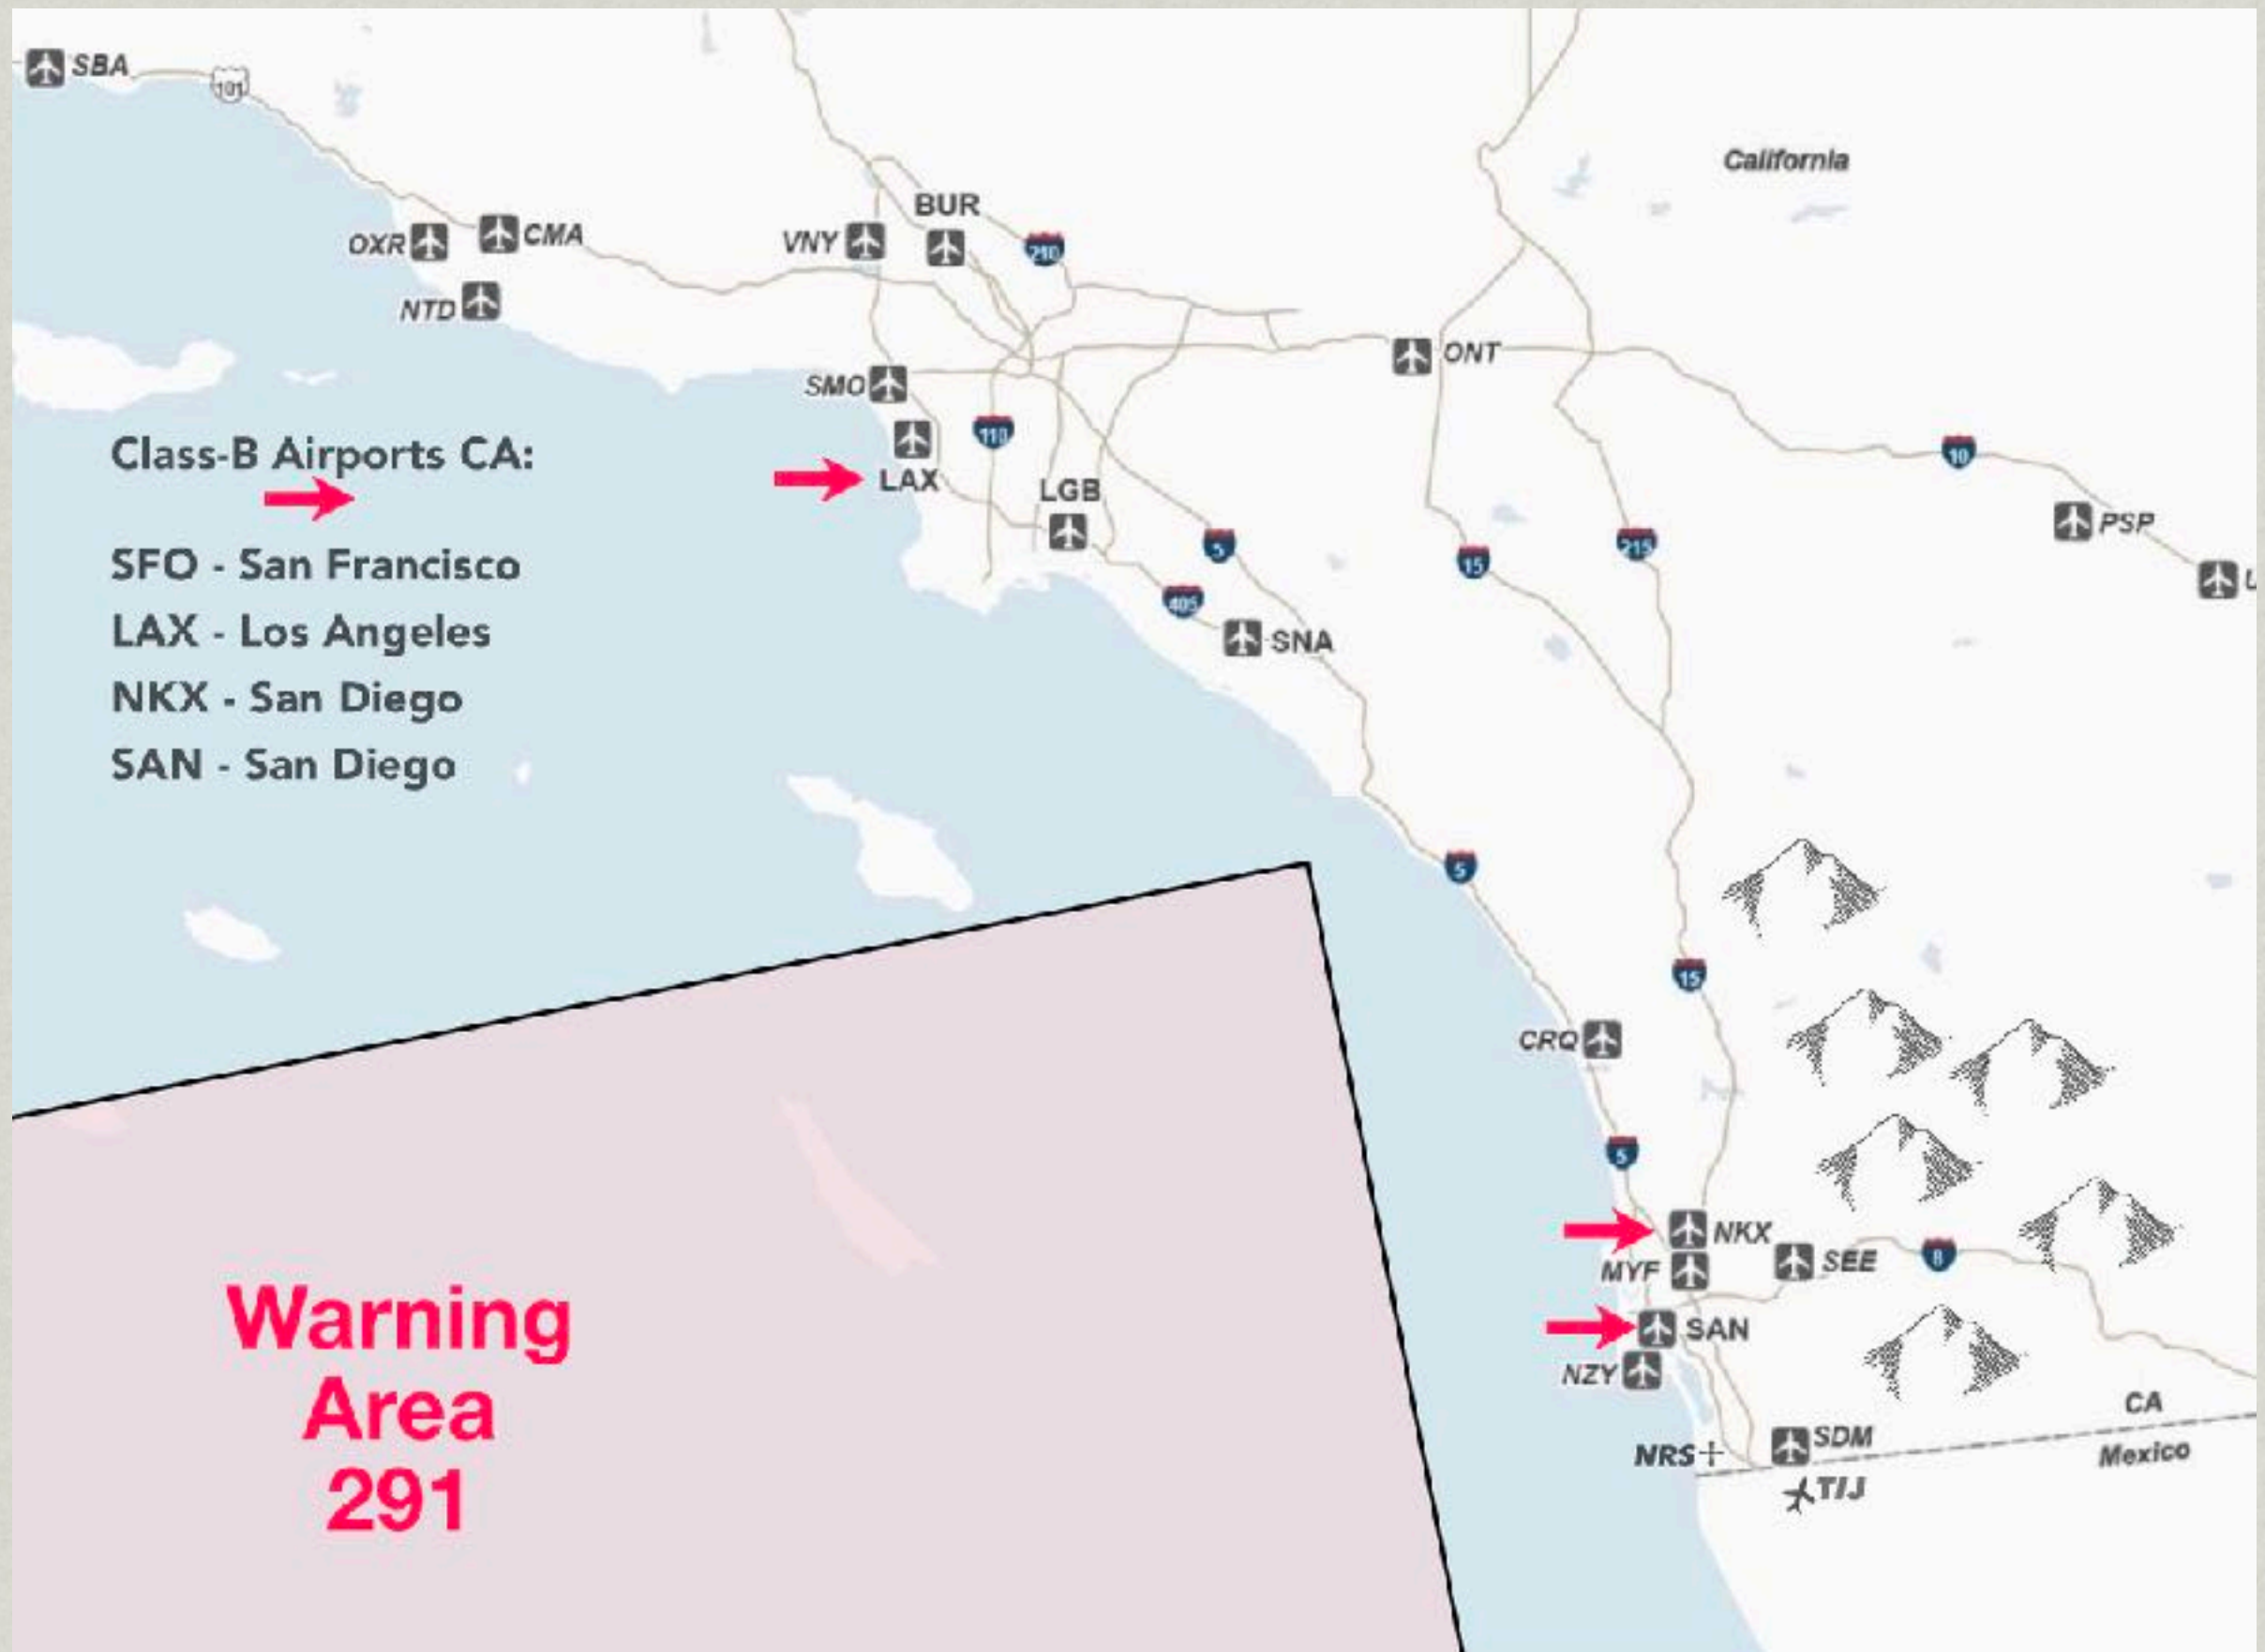 SBA
101
California
BUR
OXR
CMA
VNY
210
NTD
ONT
SMO
Class-B Airports CA:
110
10
LAX
LGB
PSP
5
215
15
SFO - San Francisco
405
LAX - Los Angeles
SNA
NKX - San Diego
SAN - San Diego
5
15
CRQ
5
NKX
MYF
SEE
8
Warning
Area
291
SAN
NZY
CA
NRS
SDM
Mexico
TIJ